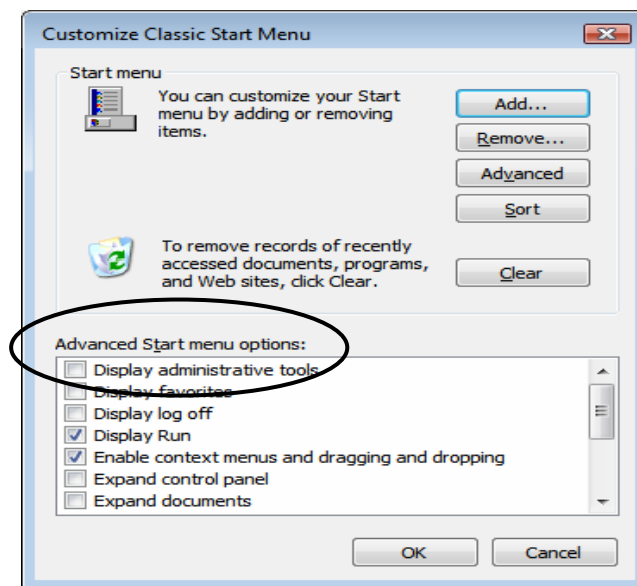 Customize Classic Start Menu
Start menu
You can customize your Start
menu by adding or removing
items.
Add...
Remove...
Advanced
Sort
To remove records of recently
accessed documents, programs,
and Web sites, click Clear.
Clear
Advanced Start menu options:
Display administrative tools
Display favorites
Display log off
Display Run
Enable context menus and dragging and dropping
Expand control panel
Expand documents
OK
Cancel